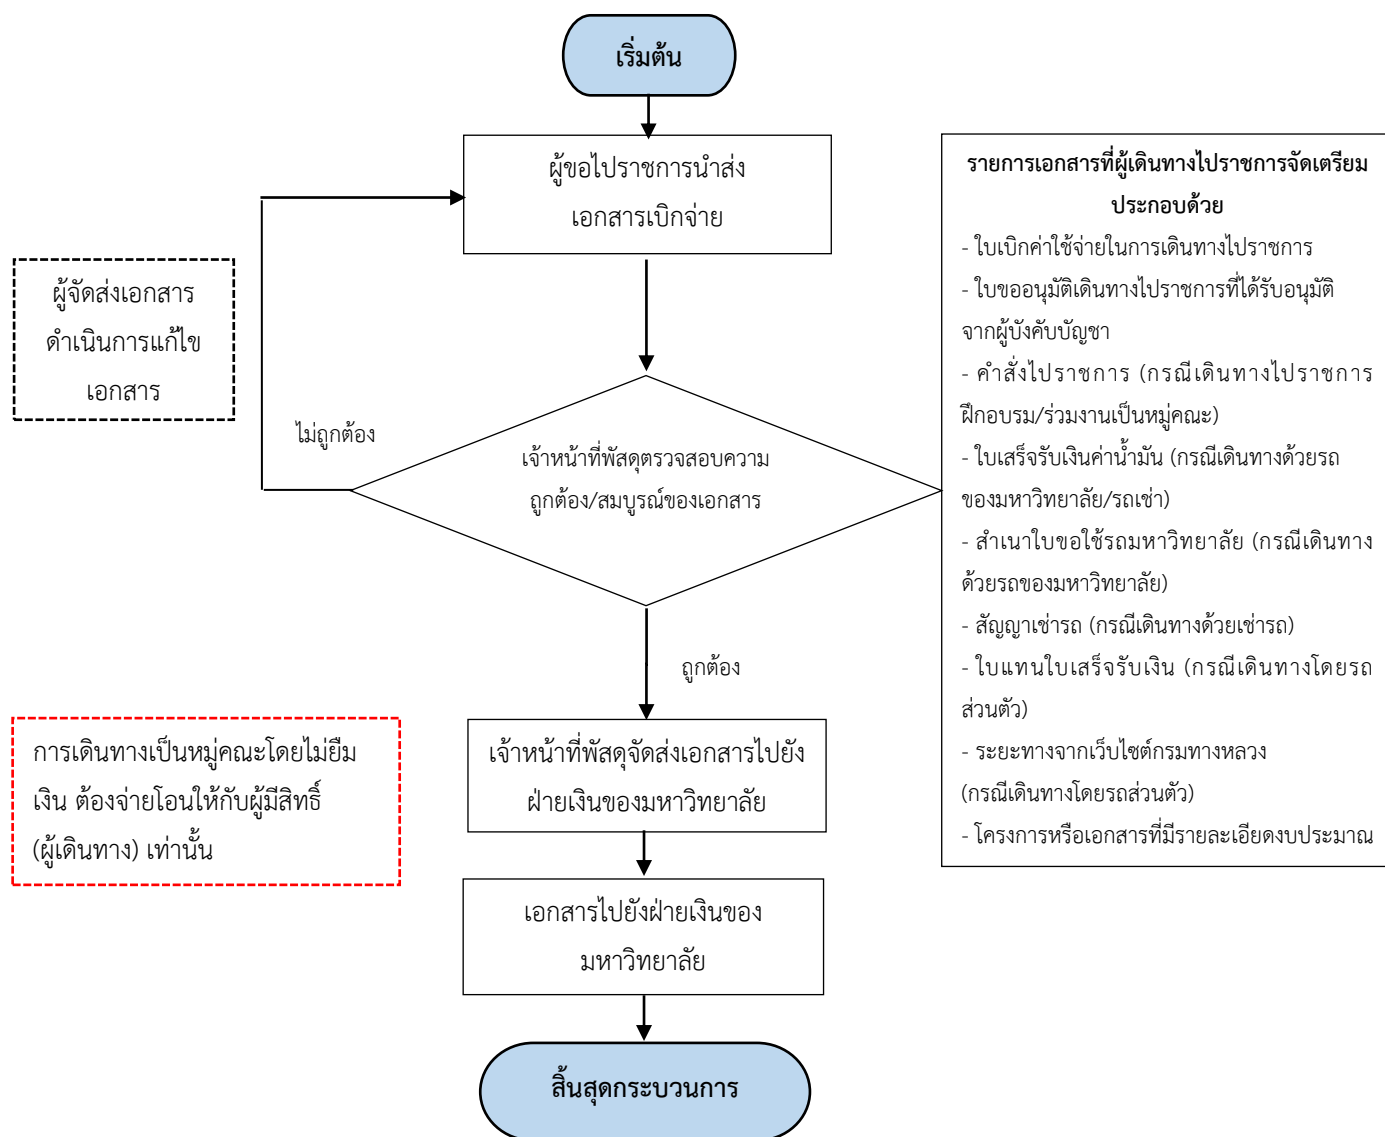 เริ่มต้น
ผู้ขอไปราชการนำส่ง
เอกสารเบิกจ่าย
ผู้จัดส่งเอกสาร
ดำเนินการแก้ไข
เอกสาร
ไม่ถูกต้อง
เจ้าหน้าที่พัสดุตรวจสอบความ
ถูกต้อง/สมบูรณ์ของเอกสาร
รายการเอกสารที่ผู้เดินทางไปราชการจัดเตรียม
ประกอบด้วย
- ใบเบิกค่าใช้จ่ายในการเดินทางไปราชการ
- ใบขออนุมัติเดินทางไปราชการที่ได้รับอนุมัติ
จากผู้บังคับบัญชา
- คำสั่งไปราชการ (กรณีเดินทางไปราชการ
ฝึกอบรม/ร่วมงานเป็นหมู่คณะ)
- ใบเสร็จรับเงินค่าน้ำมัน (กรณีเดินทางด้วยรถ
ของมหาวิทยาลัย/รถเช่า)
- สำเนาใบขอใช้รถมหาวิทยาลัย (กรณีเดินทาง
ด้วยรถของมหาวิทยาลัย)
- สัญญาเช่ารถ (กรณีเดินทางด้วยเช่ารถ)
- ใบแทนใบเสร็จรับเงิน (กรณีเดินทางโดยรถ
ส่วนตัว)
- ระยะทางจากเว็บไซต์กรมทางหลวง
(กรณีเดินทางโดยรถส่วนตัว)
- โครงการหรือเอกสารที่มีรายละเอียดงบประมาณ
ถูกต้อง
การเดินทางเป็นหมู่คณะโดยไม่ยืม
เงิน ต้องจ่ายโอนให้กับผู้มีสิทธิ์
(ผู้เดินทาง) เท่านั้น
เจ้าหน้าที่พัสดุจัดส่งเอกสารไปยัง
ฝ่ายเงินของมหาวิทยาลัย
เอกสารไปยังฝ่ายเงินของ
มหาวิทยาลัย
สิ้นสุดกระบวนการ